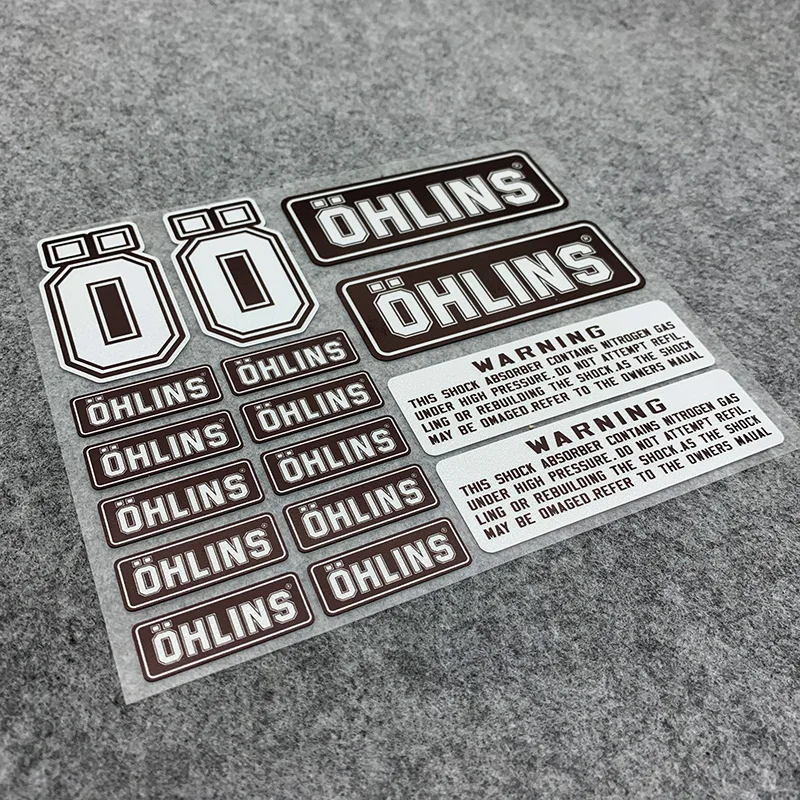 Ö
Ö
ÖHLINS®
ÖHLINS®
ÖHLINS
ÖHLINS
ÖHLINS
ÖHLINS
ÖHLINS
ÖHLINS
ÖHLINS
ÖHLINS
ÖHLINS
ÖHLINS
WARNING
THIS SHOCK ABSORBER CONTAINS NITROGEN GAS
UNDER HIGH PRESSURE.DO NOT ATTEMPT REFIL.
LING OR REBUILDING THE SHOCK.AS THE SHOCK
MAY BE OMAGED.REFER TO THE OWNERS MAUAL
WARNING
THIS SHOCK ABSORBER CONTAINS NITROGEN GAS
UNDER HIGH PRESSURE.DO NOT ATTEMPT REFIL.
LING OR REBUILDING THE SHOCK.AS THE SHOCK
MAY BE OMAGED.REFER TO THE OWNERS MAUAL